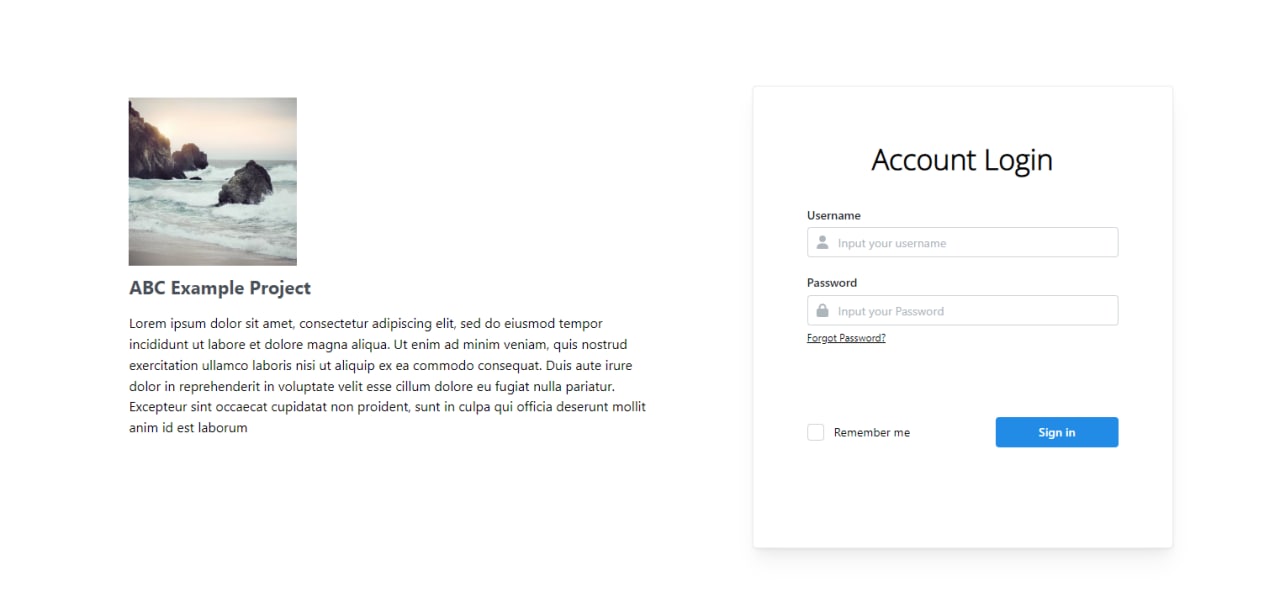 ABC Example Project
Lorem ipsum dolor sit amet, consectetur adipiscing elit, sed do eiusmod tempor
incididunt ut labore et dolore magna aliqua. Ut enim ad minim veniam, quis nostrud
exercitation ullamco laboris nisi ut aliquip ex ea commodo consequat. Duis aute irure
dolor in reprehenderit in voluptate velit esse cillum dolore eu fugiat nulla pariatur.
Excepteur sint occaecat cupidatat non proident, sunt in culpa qui officia deserunt mollit
anim id est laborum
Account Login
Username
Input your username
Password
Input your Password
Forgot Password?
Remember me
Sign in